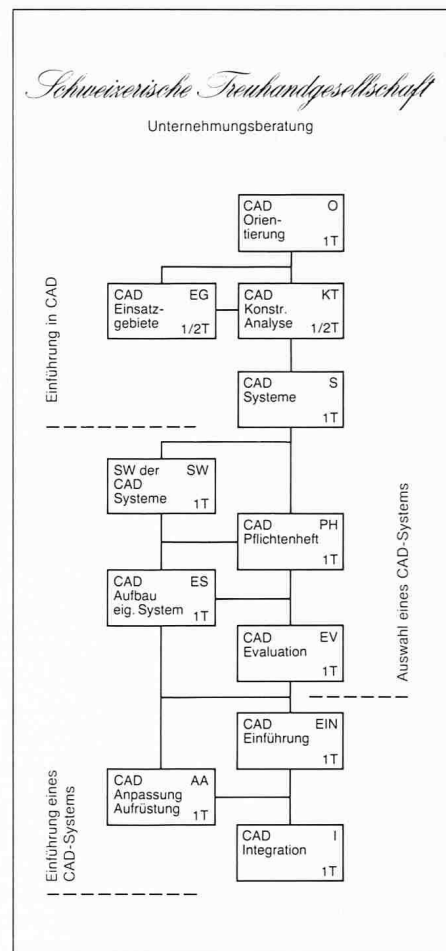 Schweizerische Treuhandgesellschaft
Unternehmungsberatung
CAD O
Orien-
tierung
1T
CAD EG
Einsatz-
gebiete
1/2T
CAD KT
Konstr.
Analyse
1/2T
CAD S
Systeme
1T
Einführung in CAD
SW der SW
CAD
Systeme
1T
CAD PH
Pflichtenheft
1T
CAD ES
Aufbau
eig. System
1T
CAD EV
Evaluation
1T
Auswahl eines CAD-Systems
CAD EIN
Einführung
1T
CAD AA
Anpassung
Aufrüstung
1T
CAD I
Integration
1T
Einführung eines
CAD-Systems